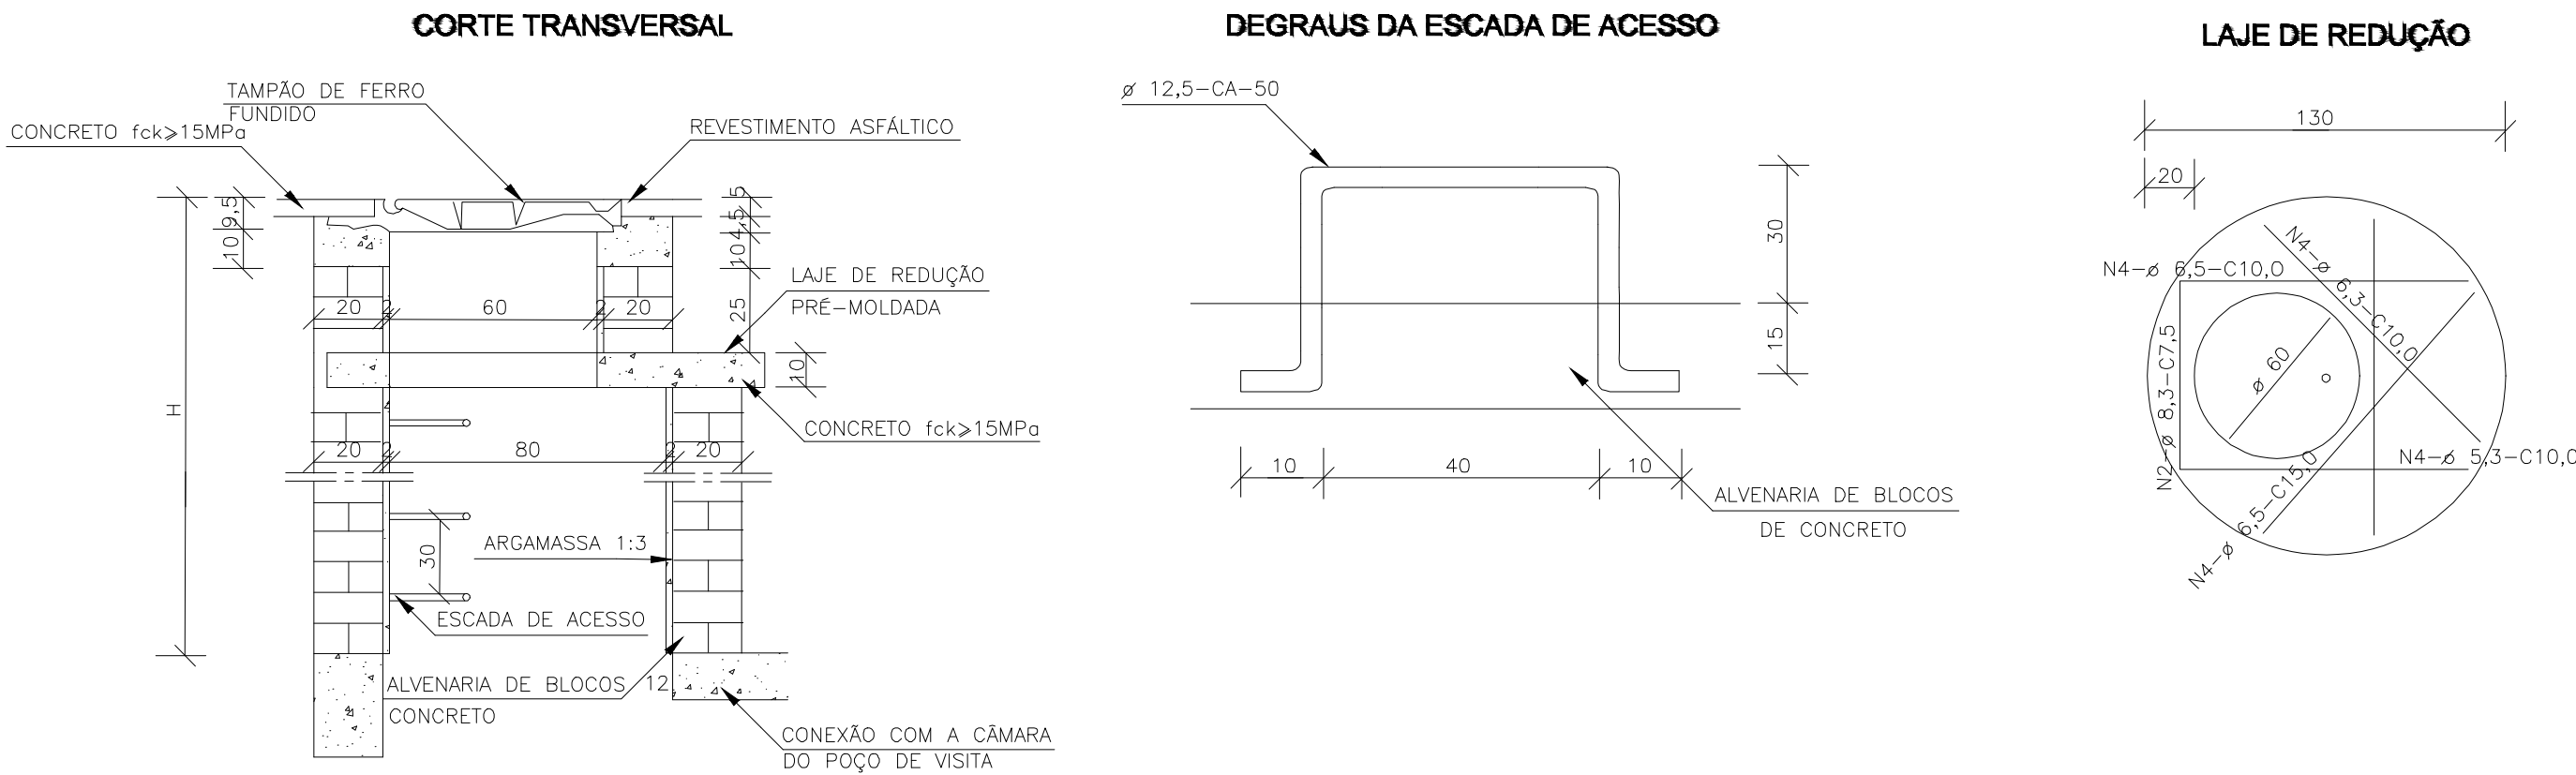 CORTE TRANSVERSAL
TAMPÃO DE FERRO
FUNDIDO
CONCRETO fck⩾15MPa
REVESTIMENTO ASFÁLTICO
9,5
10
5
4,5
10
25
LAJE DE REDUÇÃO
PRÉ-MOLDADA
20
2
60
2
20
10
H
CONCRETO fck⩾15MPa
20
2
80
2
20
30
ARGAMASSA 1:3
ESCADA DE ACESSO
ALVENARIA DE BLOCOS
CONCRETO
12
CONEXÃO COM A CÂMARA
DO POÇO DE VISITA
DEGRAUS DA ESCADA DE ACESSO
ø 12,5-CA-50
30
15
10
40
10
ALVENARIA DE BLOCOS
DE CONCRETO
LAJE DE REDUÇÃO
130
20
N4-ø 6,5-C10,0
N4-ø 6,3-C10,0
N2-ø 8,3-C7,5
ø 60
N4-ø 5,3-C10,0
N4-ø 6,5-C15,0